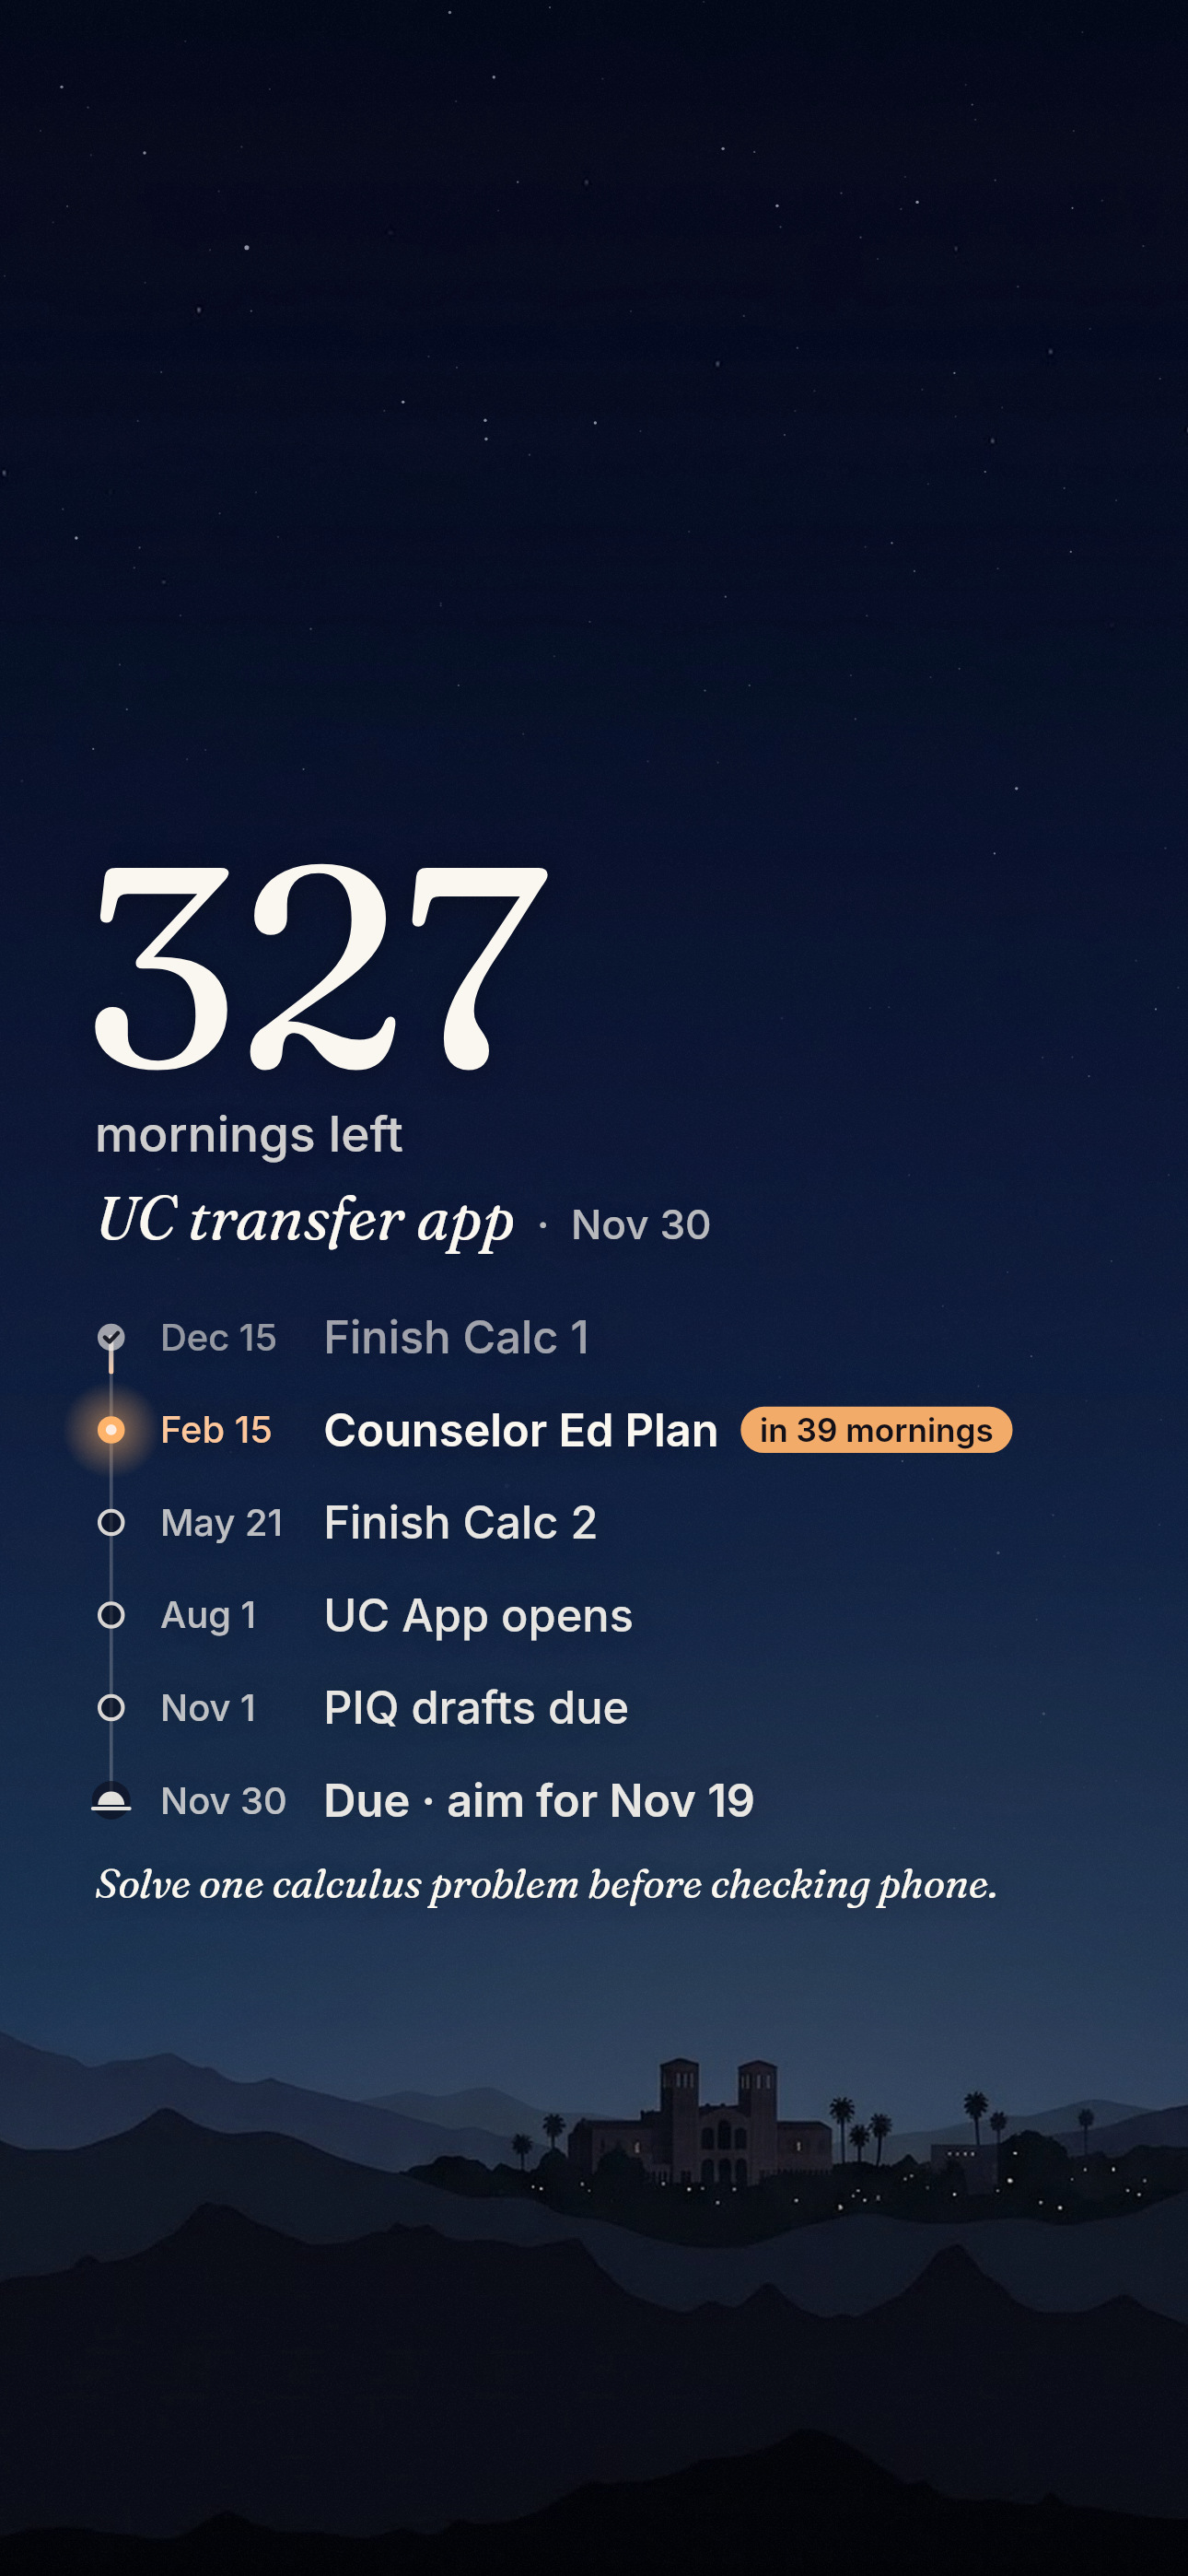 327
mornings left
UC transfer app · Nov 30
Dec 15 Finish Calc 1
Feb 15 Counselor Ed Plan in 39 mornings
May 21 Finish Calc 2
Aug 1 UC App opens
Nov 1 PIQ drafts due
Nov 30 Due · aim for Nov 19
Solve one calculus problem before checking phone.